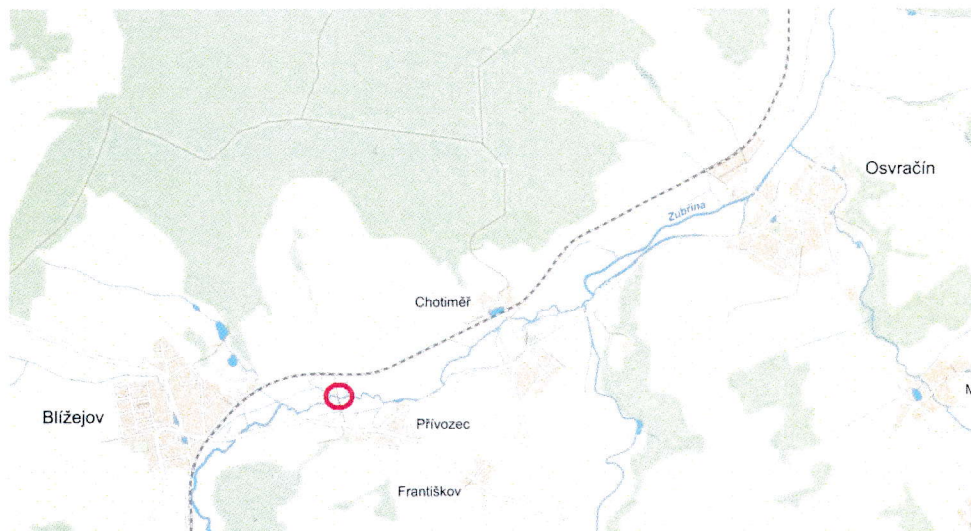 Osvračín
Zubřina
Chotiměř
Blížejov
Přívozec
M
Františkov